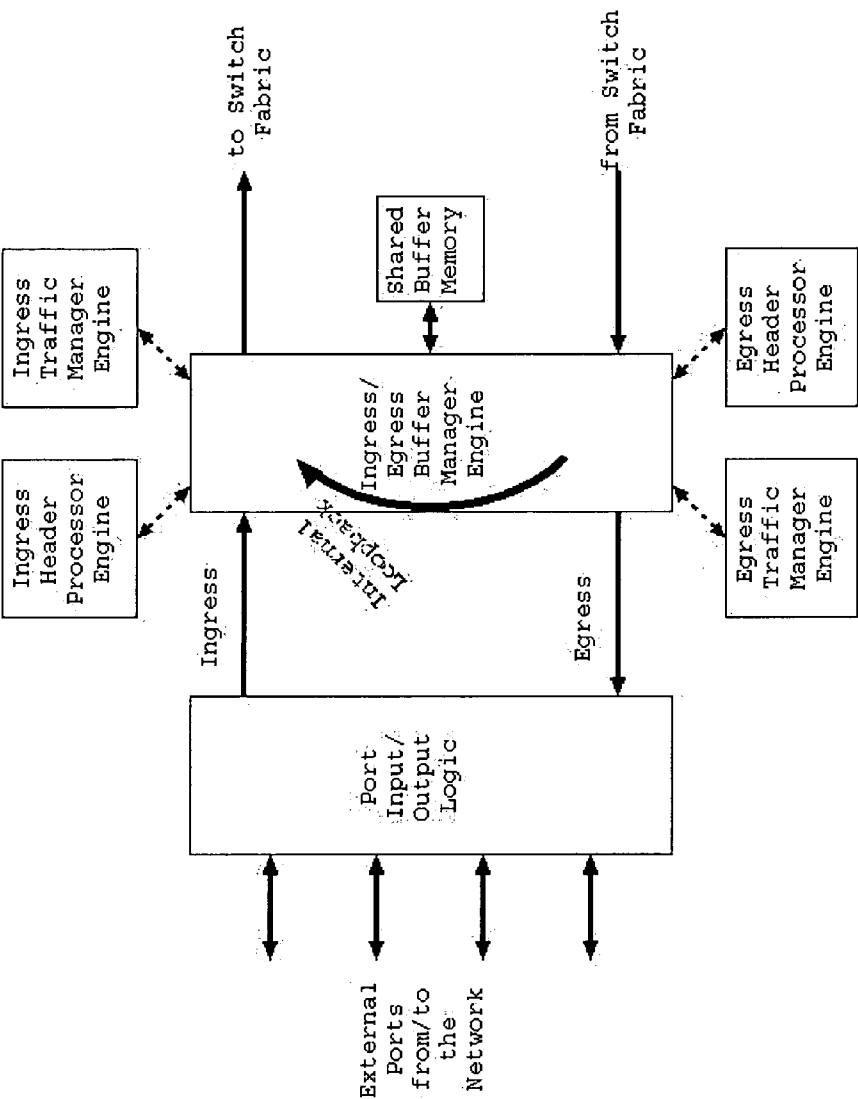 Ingress
Header
Processor
Engine
Ingress
Traffic
Manager
Engine
to Switch
Fabric
External
Ports
from/to
the
Network
Port
Input/
Output
Logic
Ingress
Internal
Loopback
Ingress/
Egress
Buffer
Manager
Engine
Shared
Buffer
Memory
Egress
from Switch
Fabric
Egress
Traffic
Manager
Engine
Egress
Header
Processor
Engine